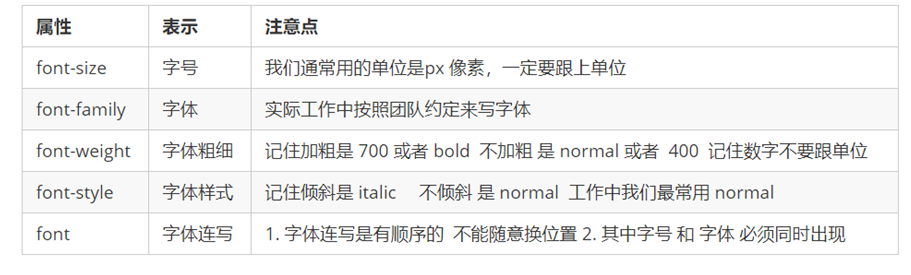 属性 表示 注意点
font-size 字号 我们通常用的单位是px 像素，一定要跟上单位
font-family 字体 实际工作中按照团队约定来写字体
font-weight 字体粗细 记住加粗是 700 或者 bold 不加粗 是 normal 或者 400 记住数字不要跟单位
font-style 字体样式 记住倾斜是 italic 不倾斜 是 normal 工作中我们最常用 normal
font 字体连写 1. 字体连写是有顺序的 不能随意换位置 2. 其中字号 和 字体 必须同时出现